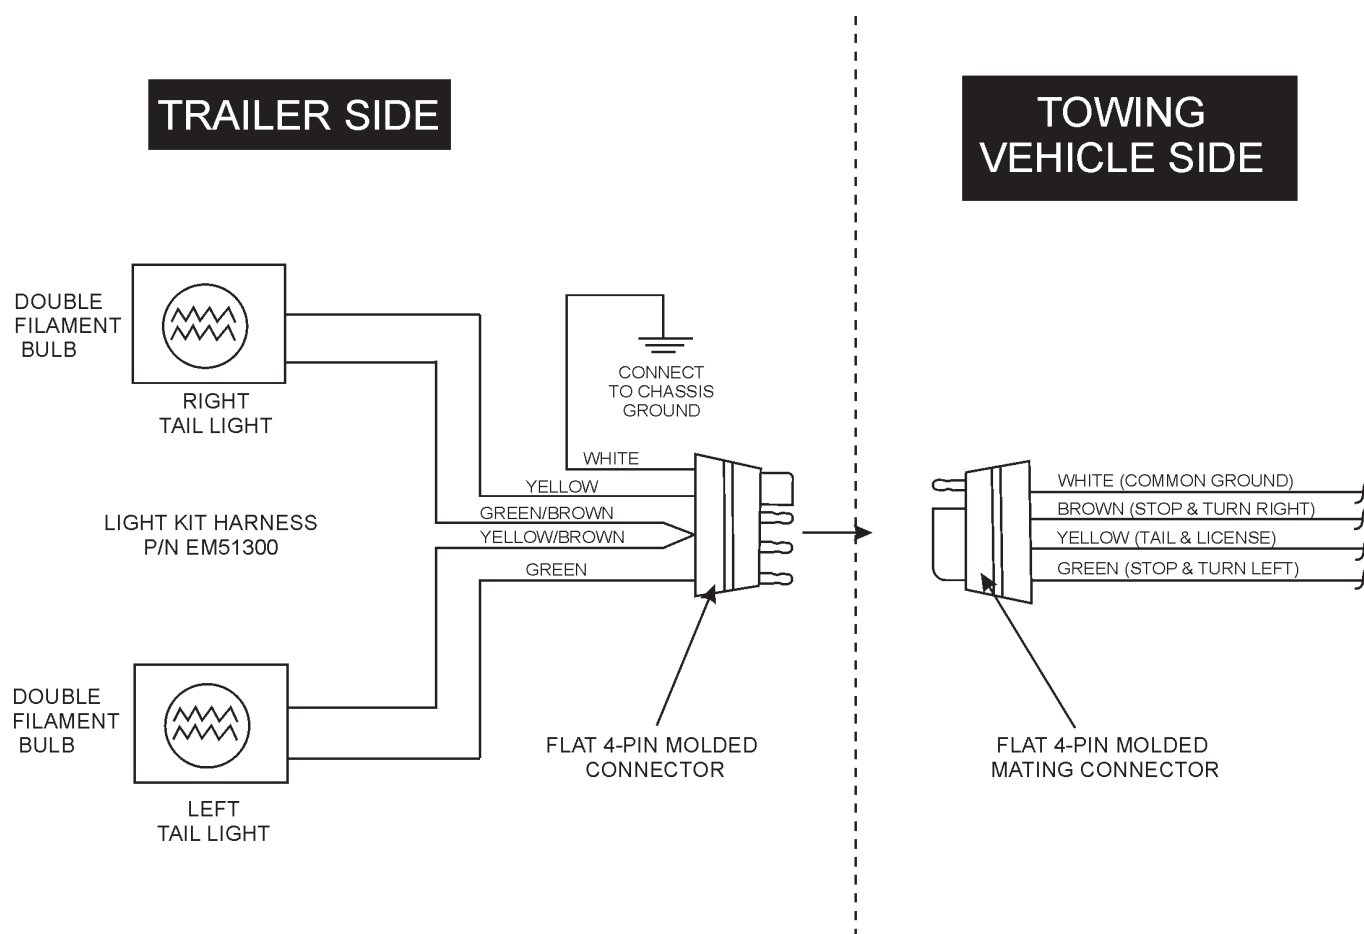 TRAILER SIDE
TOWING
VEHICLE SIDE
DOUBLE
FILAMENT
BULB
RIGHT
TAIL LIGHT
CONNECT
TO CHASSIS
GROUND
WHITE
YELLOW
GREEN/BROWN
YELLOW/BROWN
GREEN
LIGHT KIT HARNESS
P/N EM51300
WHITE (COMMON GROUND)
BROWN (STOP & TURN RIGHT)
YELLOW (TAIL & LICENSE)
GREEN (STOP & TURN LEFT)
DOUBLE
FILAMENT
BULB
LEFT
TAIL LIGHT
FLAT 4-PIN MOLDED
CONNECTOR
FLAT 4-PIN MOLDED
MATING CONNECTOR